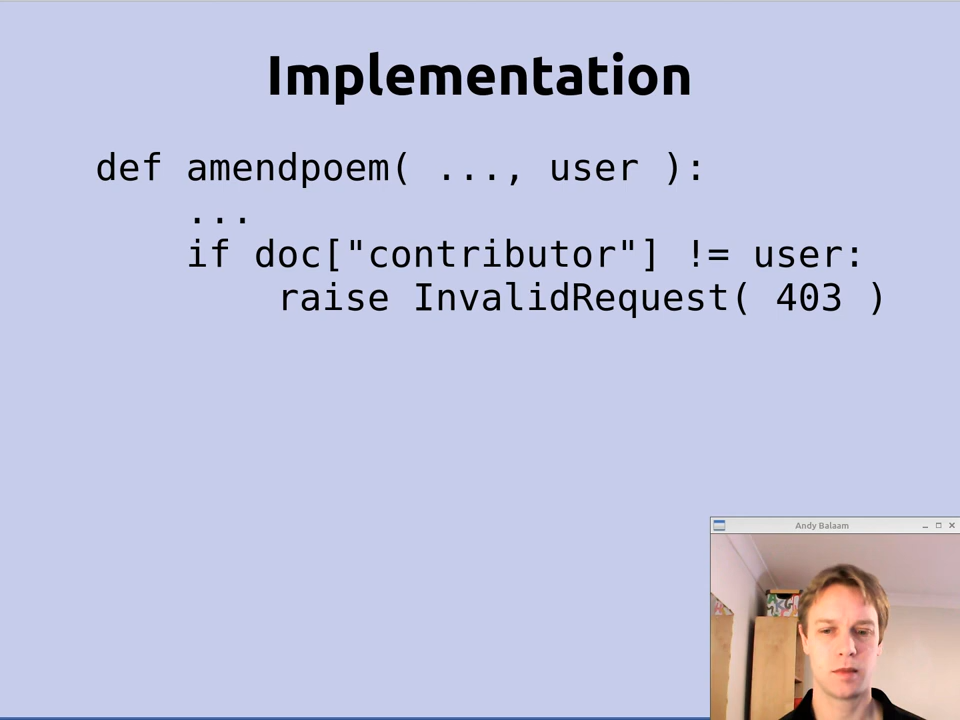 Implementation
def amendpoem( ..., user ):
...
if doc["contributor"] != user:
raise InvalidRequest( 403 )
Andy Balaam